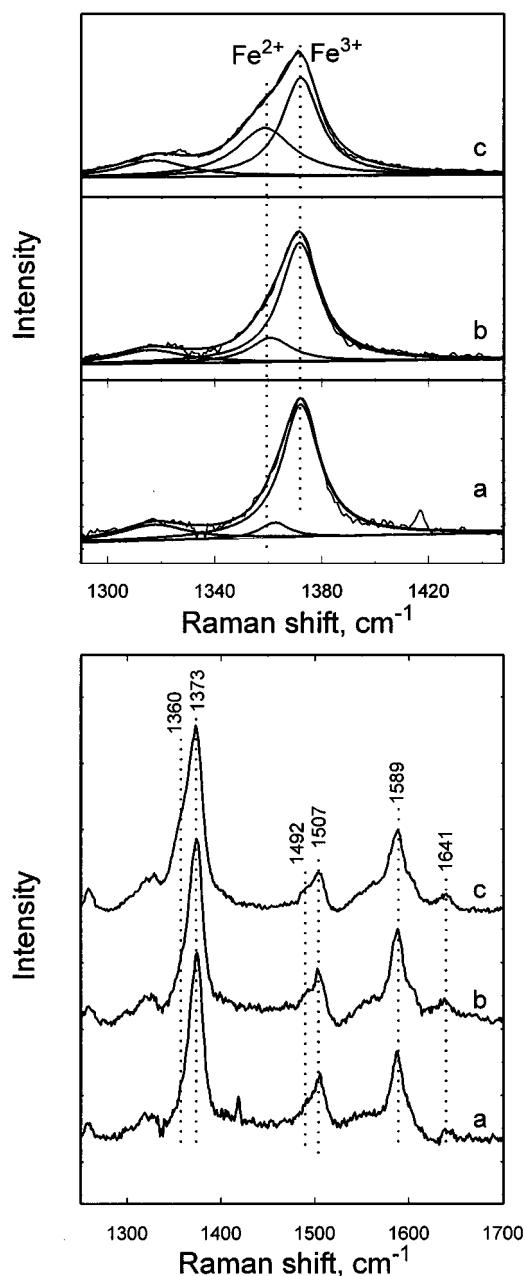 Fe²⁺ Fe³⁺
c
b
a
Intensity
1300 1340 1380 1420
Raman shift, cm⁻¹
1360
1373
1492
1507
1589
1641
c
b
a
Intensity
1300 1400 1500 1600 1700
Raman shift, cm⁻¹